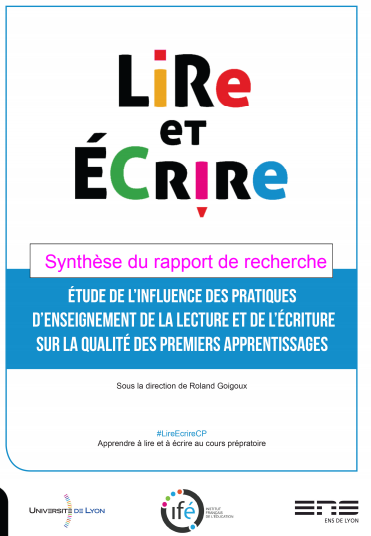 LiRe
eT
ÉCRIRe
Synthèse du rapport de recherche
ÉTUDE DE L'INFLUENCE DES PRATIQUES
D'ENSEIGNEMENT DE LA LECTURE ET DE L'ÉCRITURE
SUR LA QUALITÉ DES PREMIERS APPRENTISSAGES
Sous la direction de Roland Goigoux
#LireEcrireCP
Apprendre à lire et à écrire au cours prépratoire
UNIVERSITÉ DE LYON
ifé
INSTITUT
FRANÇAIS
DE L'ÉDUCATION
ENS
ENS DE LYON